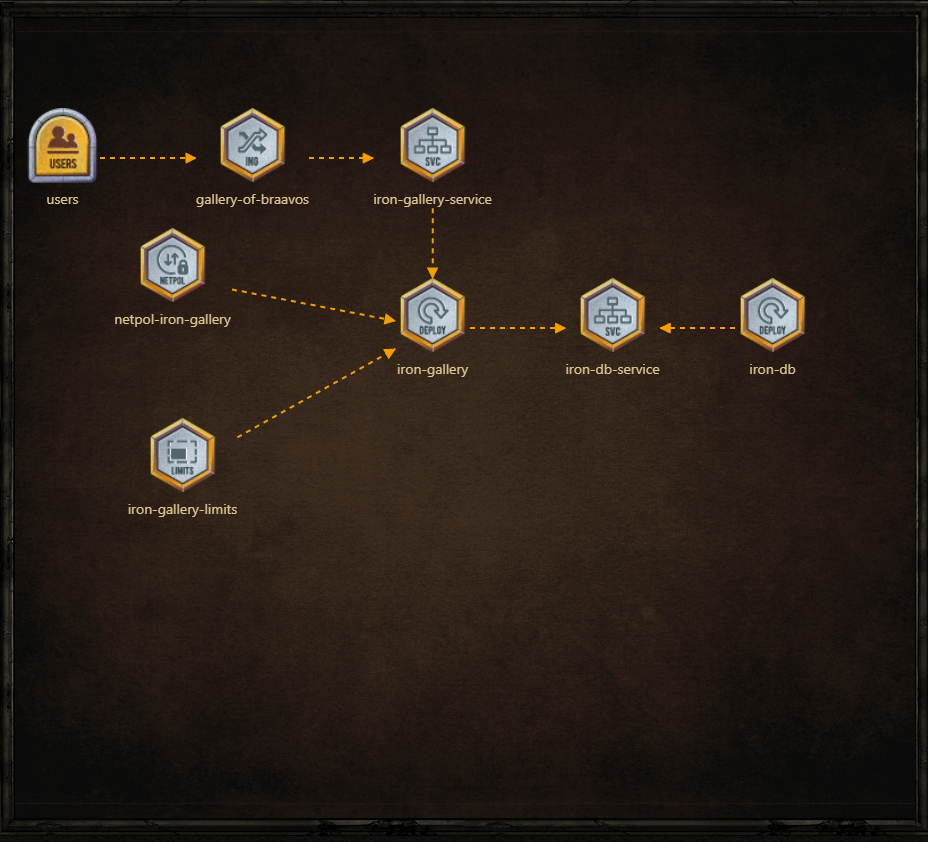 USERS
users
ING
gallery-of-braavos
SVC
iron-gallery-service
NETPOL
netpol-iron-gallery
DEPLOY
iron-gallery
SVC
iron-db-service
DEPLOY
iron-db
LIMITS
iron-gallery-limits